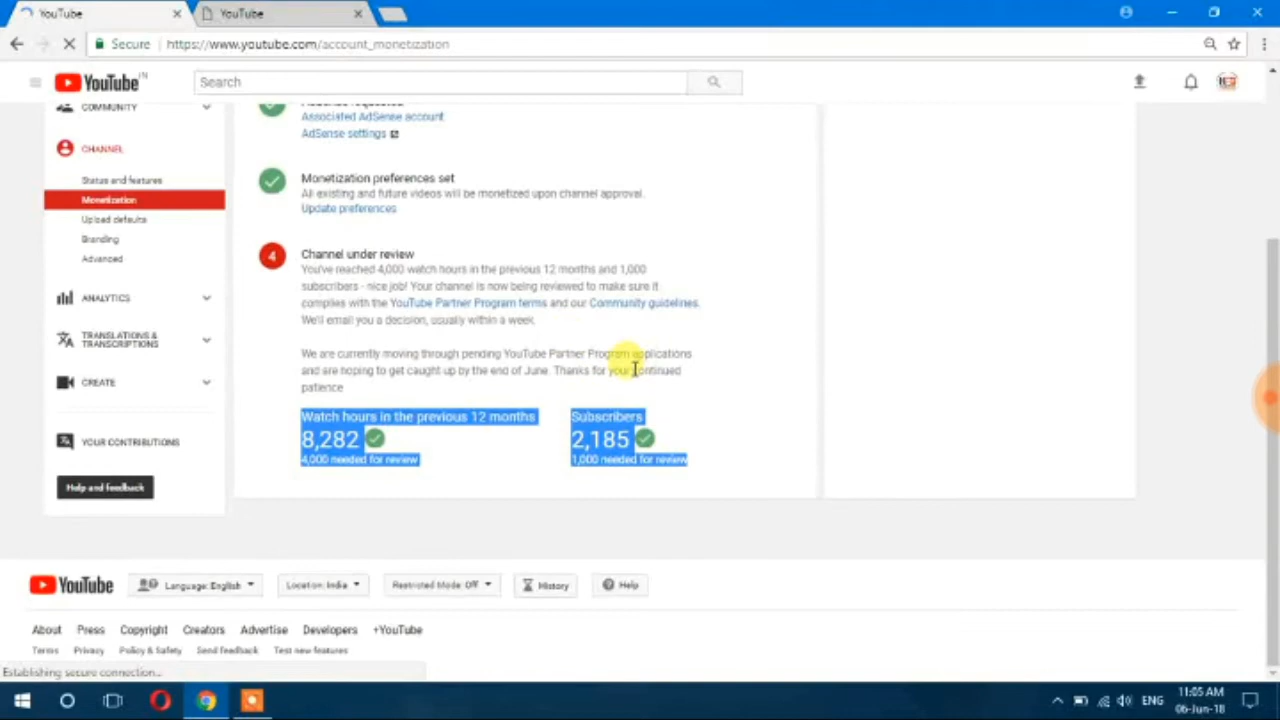 YouTube
YouTube
Secure
https://www.youtube.com/account_monetization
YouTube IN
Search
COMMUNITY
CHANNEL
Status and features
Monetization
Upload defaults
Branding
Advanced
ANALYTICS
TRANSLATIONS &
TRANSCRIPTIONS
CREATE
YOUR CONTRIBUTIONS
Help and feedback
AdSense requested
Associated AdSense account
AdSense settings
Monetization preferences set
All existing and future videos will be monetized upon channel approval.
Update preferences
4
Channel under review
You've reached 4,000 watch hours in the previous 12 months and 1,000
subscribers - nice job! Your channel is now being reviewed to make sure it
complies with the YouTube Partner Program terms and our Community guidelines.
We'll email you a decision, usually within a week.
We are currently moving through pending YouTube Partner Program applications
and are hoping to get caught up by the end of June. Thanks for your continued
patience
Watch hours in the previous 12 months
8,282
4,000 needed for review
Subscribers
2,185
1,000 needed for review
YouTube
Language: English
Location: India
Restricted Mode: Off
History
Help
About Press Copyright Creators Advertise Developers +YouTube
Terms Privacy Policy & Safety Send feedback Test new features
Establishing secure connection...
ENG
11:05 AM
06-Jun-18